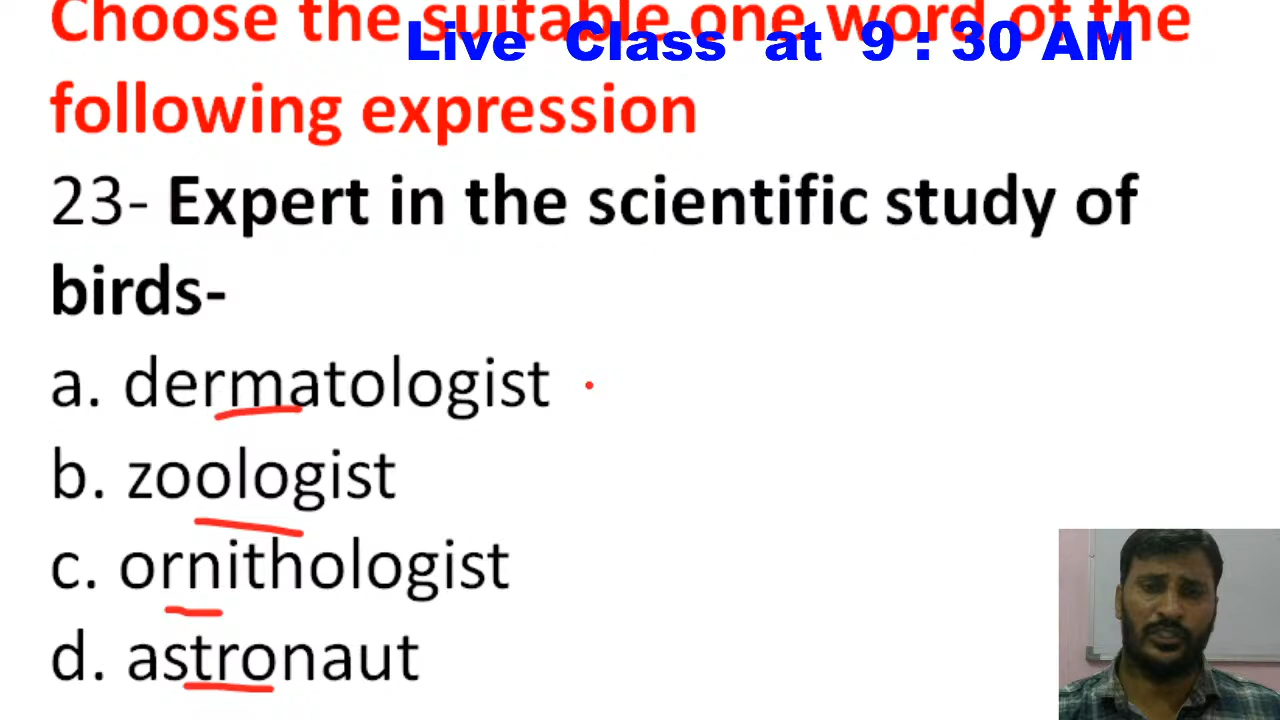 Choose the suitable one word of the
Live Class at 9 : 30 AM
following expression
23- Expert in the scientific study of
birds-
a. dermatologist
b. zoologist
c. ornithologist
d. astronaut